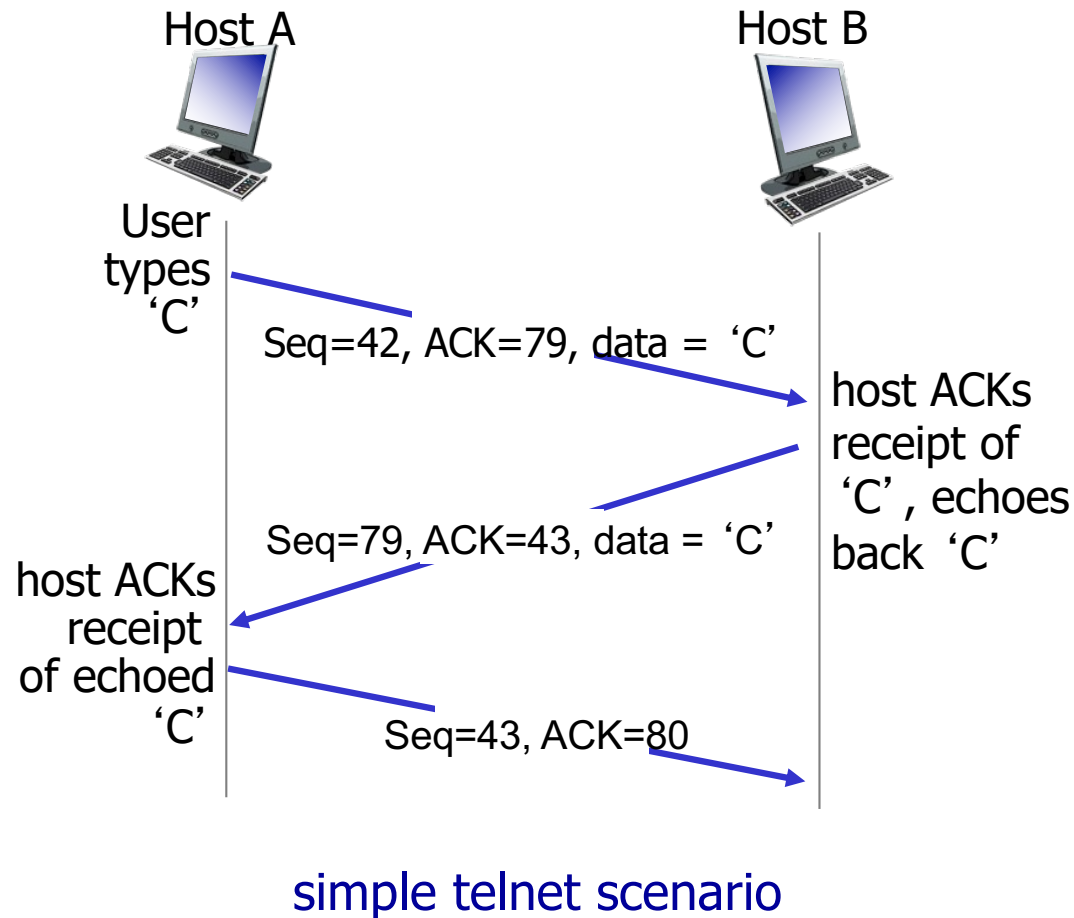 Host A
Host B
User
types
‘C’
Seq=42, ACK=79, data = ‘C’
host ACKs
receipt of
‘C’, echoes
back ‘C’
Seq=79, ACK=43, data = ‘C’
host ACKs
receipt
of echoed
‘C’
Seq=43, ACK=80
simple telnet scenario